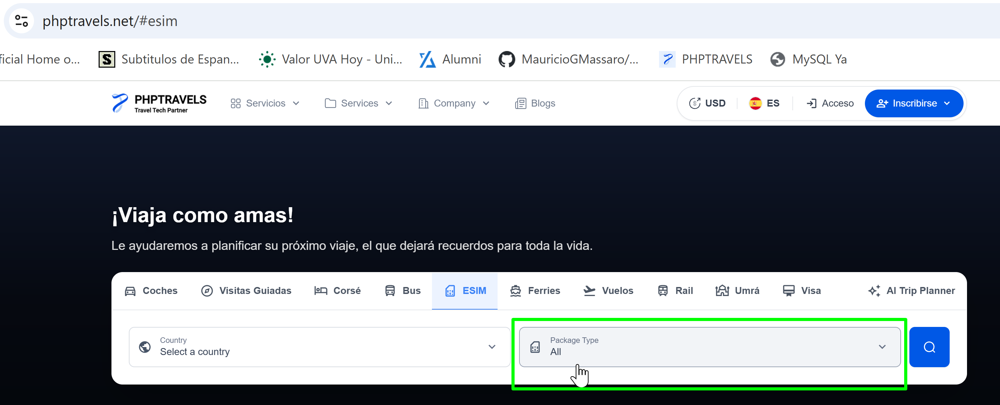 phptravels.net/#esim
ficial Home o...
Subtitulos de Espan...
Valor UVA Hoy - Uni...
Alumni
MauricioGMassaro/...
PHPTRAVELS
MySQL Ya
PHPTRAVELS
Travel Tech Partner
Servicios
Services
Company
Blogs
USD
ES
Acceso
Inscribirse
¡Viaja como amas!
Le ayudaremos a planificar su próximo viaje, el que dejará recuerdos para toda la vida.
Coches
Visitas Guiadas
Corsé
Bus
ESIM
Ferries
Vuelos
Rail
Umrá
Visa
AI Trip Planner
Country
Select a country
Package Type
All